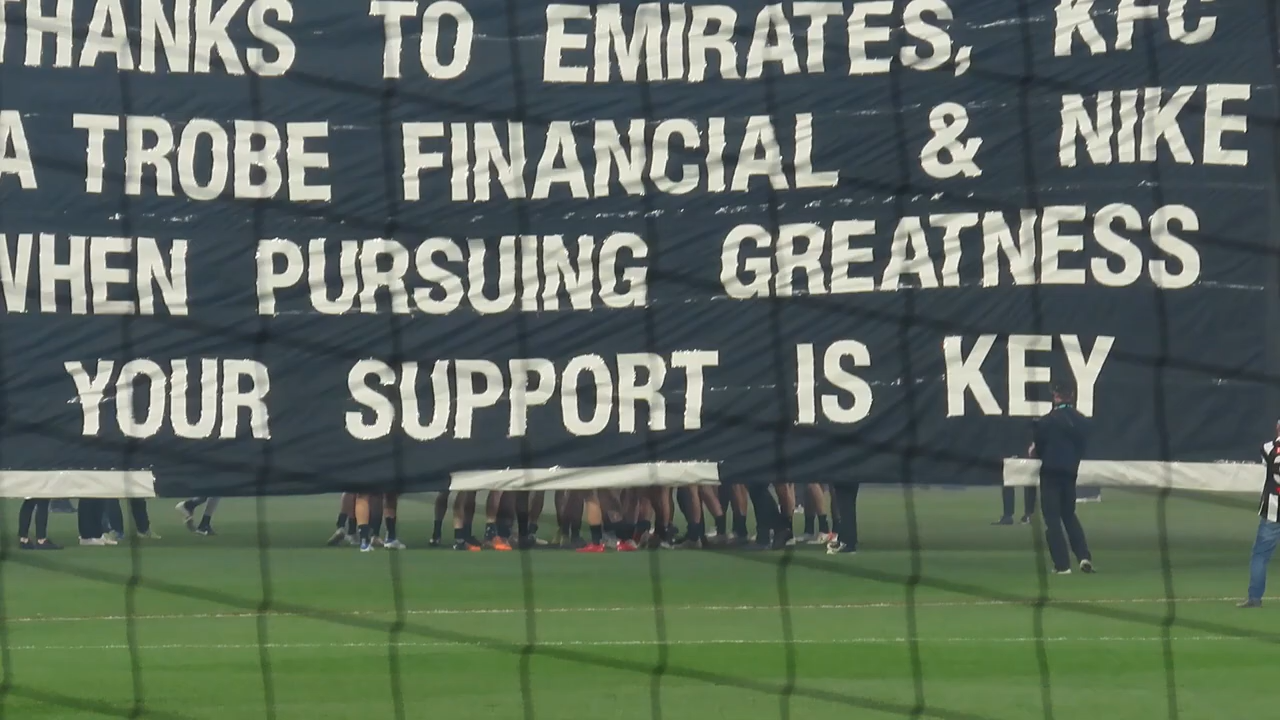 THANKS TO EMIRATES, KFC
A TROBE FINANCIAL & NIKE
WHEN PURSUING GREATNESS
YOUR SUPPORT IS KEY